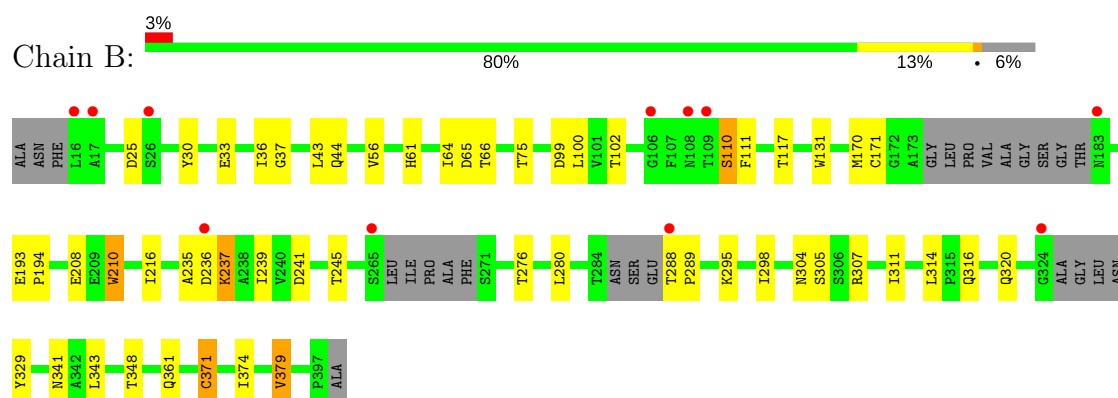 3%
Chain B:
80% 13% • 6%
ALA ASN PHE L16 A17 D25 S26 Y30 E33 I36 G37 L43 Q44 V56 H61 I64 D65 T66 T75 D99 L100 V101 T102 G106 F107 N108 T109 S110 F111 T117 W131 M170 C171 G172 A173 GLY LEU PRO VAL ALA GLY SER GLY THR N183
E193 P194 E208 E209 W210 I216 A235 D236 K237 A238 I239 V240 D241 T245 S265 LEU ILE PRO ALA PHE S271 T276 L280 T284 ASN SER GLU T288 P289 K295 I298 N304 S305 S306 R307 I311 L314 P315 Q316 Q320 G324 ALA GLY LEU ASN
Y329 N341 A342 L343 T348 Q361 C371 I374 V379 P397 ALA